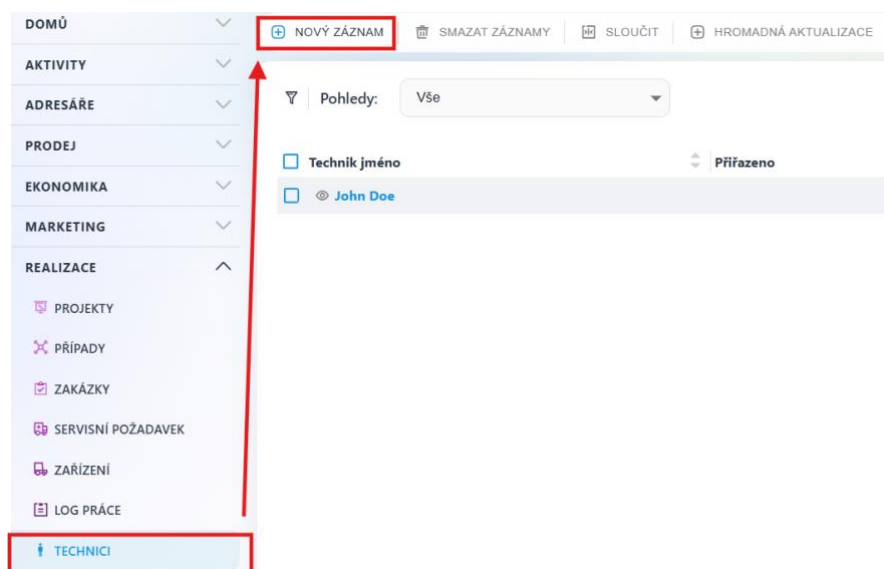 DOMŮ
AKTIVITY
ADRESÁŘE
PRODEJ
EKONOMIKA
MARKETING
REALIZACE
PROJEKTY
PŘÍPADY
ZAKÁZKY
SERVISNÍ POŽADAVEK
ZAŘÍZENÍ
LOG PRÁCE
TECHNICI
NOVÝ ZÁZNAM SMAZAT ZÁZNAMY SLOUČIT HROMADNÁ AKTUALIZACE
Pohledy: Vše
Technik jméno Přiřazeno
John Doe